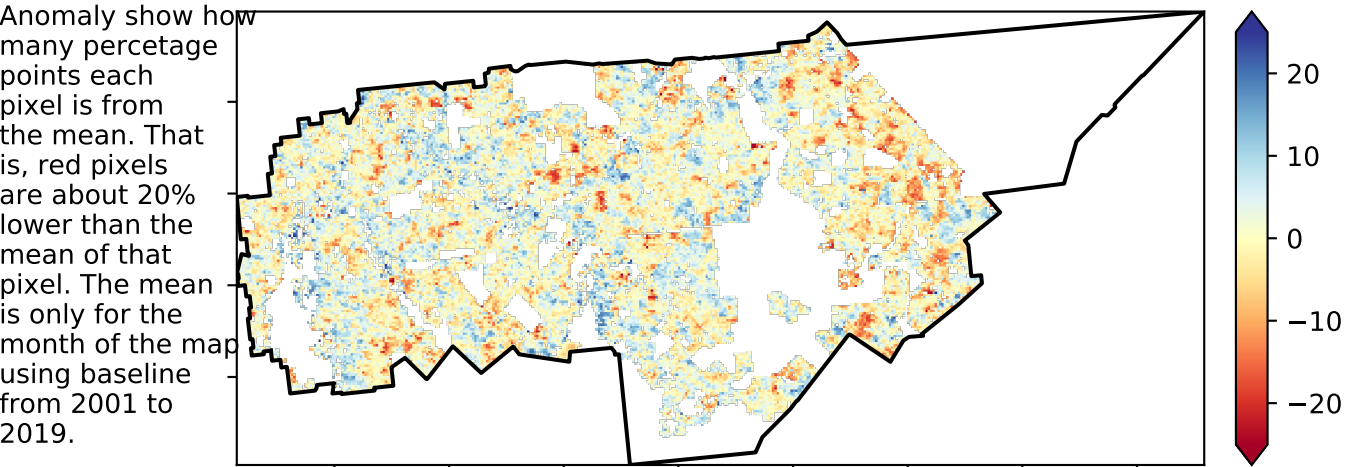 Anomaly show how
many percetage
points each
pixel is from
the mean. That
is, red pixels
are about 20%
lower than the
mean of that
pixel. The mean
is only for the
month of the map
using baseline
from 2001 to
2019.
20
10
0
−10
−20